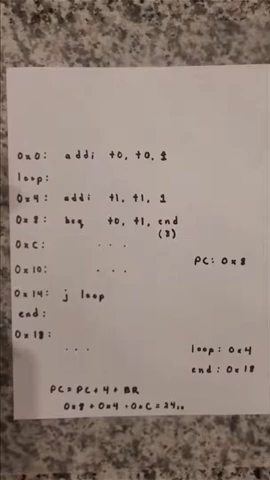 0x0: addi t0, t0, 1
loop:
0x4: addi t1, t1, 1
0x8: beq t0, t1, end
(3)
0xC: ...
PC: 0x8
0x10: ...
0x14: j loop
end:
0x18:
...
loop: 0x4
end: 0x18
PC = PC + 4 + BR
0x8 + 0x4 + 0xC = 24₁₀